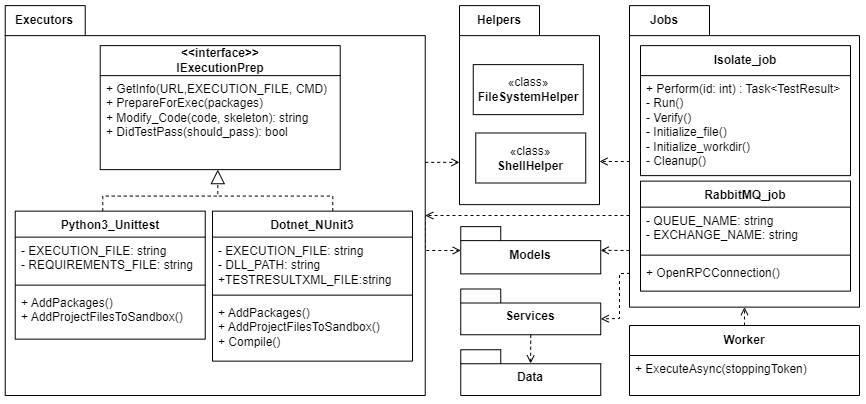 Executors
<<interface>>
IExecutionPrep
+ GetInfo(URL,EXECUTION_FILE, CMD)
+ PrepareForExec(packages)
+ Modify_Code(code, skeleton): string
+ DidTestPass(should_pass): bool
Python3_Unittest
- EXECUTION_FILE: string
- REQUIREMENTS_FILE: string
+ AddPackages()
+ AddProjectFilesToSandbox()
Dotnet_NUnit3
- EXECUTION_FILE: string
- DLL_PATH: string
+TESTRESULTXML_FILE:string
+ AddPackages()
+ AddProjectFilesToSandbox()
+ Compile()
Helpers
«class»
FileSystemHelper
«class»
ShellHelper
Models
Services
Data
Jobs
Isolate_job
+ Perform(id: int) : Task<TestResult>
- Run()
- Verify()
- Initialize_file()
- Initialize_workdir()
- Cleanup()
RabbitMQ_job
- QUEUE_NAME: string
- EXCHANGE_NAME: string
+ OpenRPCConnection()
Worker
+ ExecuteAsync(stoppingToken)